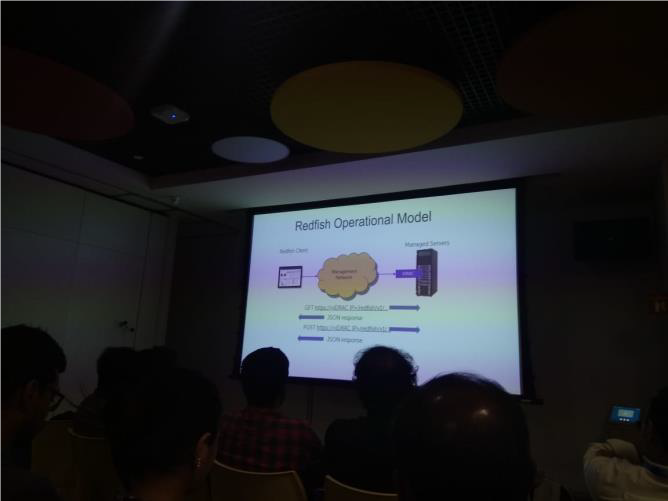 Redfish Operational Model
Redfish Client
Managed Servers
Management
Network
iDRAC
GET https://<iDRAC IP>/redfish/v1/...
JSON response
POST https://<iDRAC IP>/redfish/v1/...
JSON response